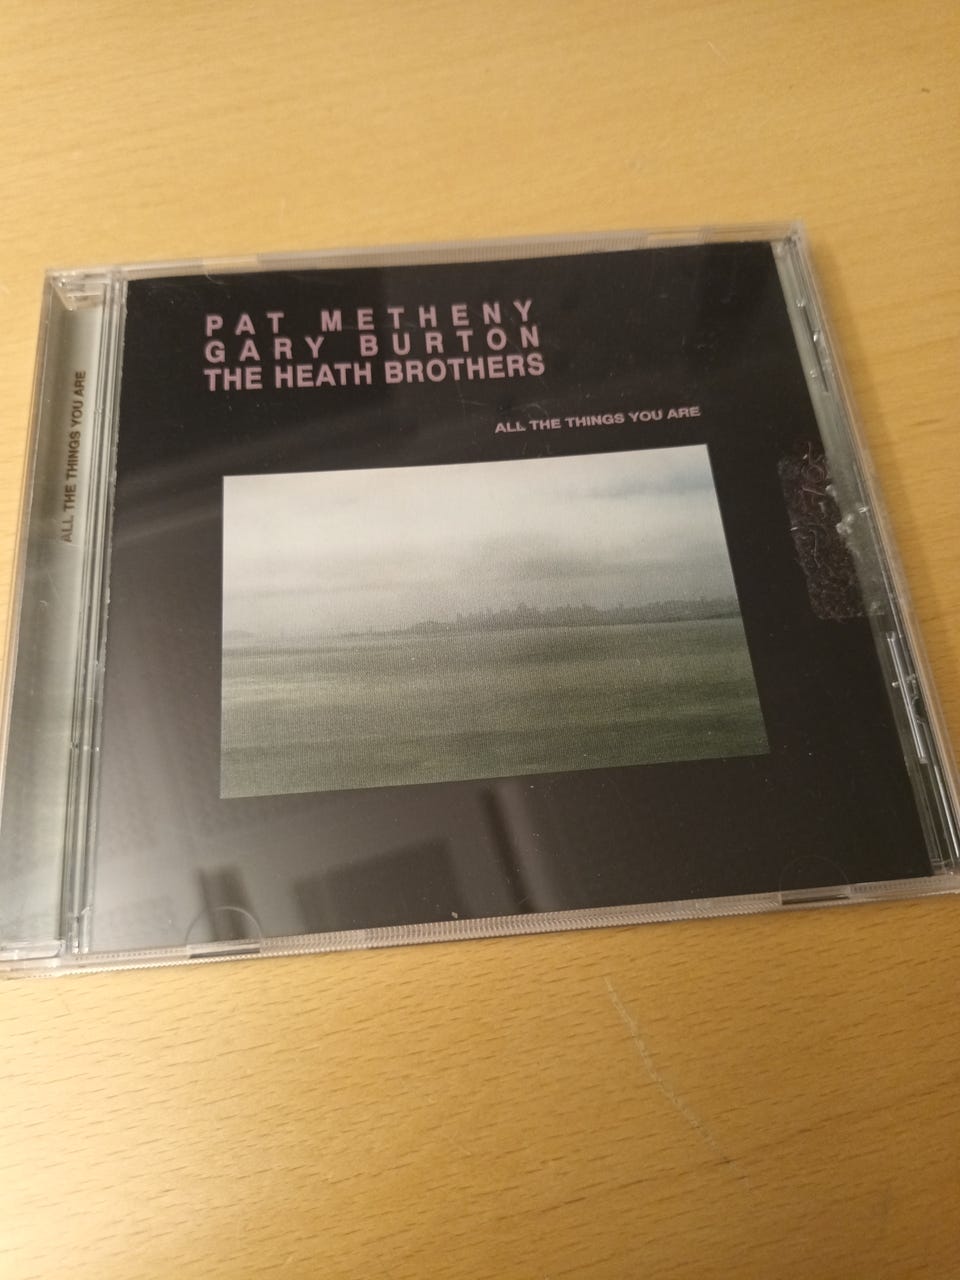 PAT METHENY
GARY BURTON
THE HEATH BROTHERS
ALL THE THINGS YOU ARE
ALL THE THINGS YOU ARE